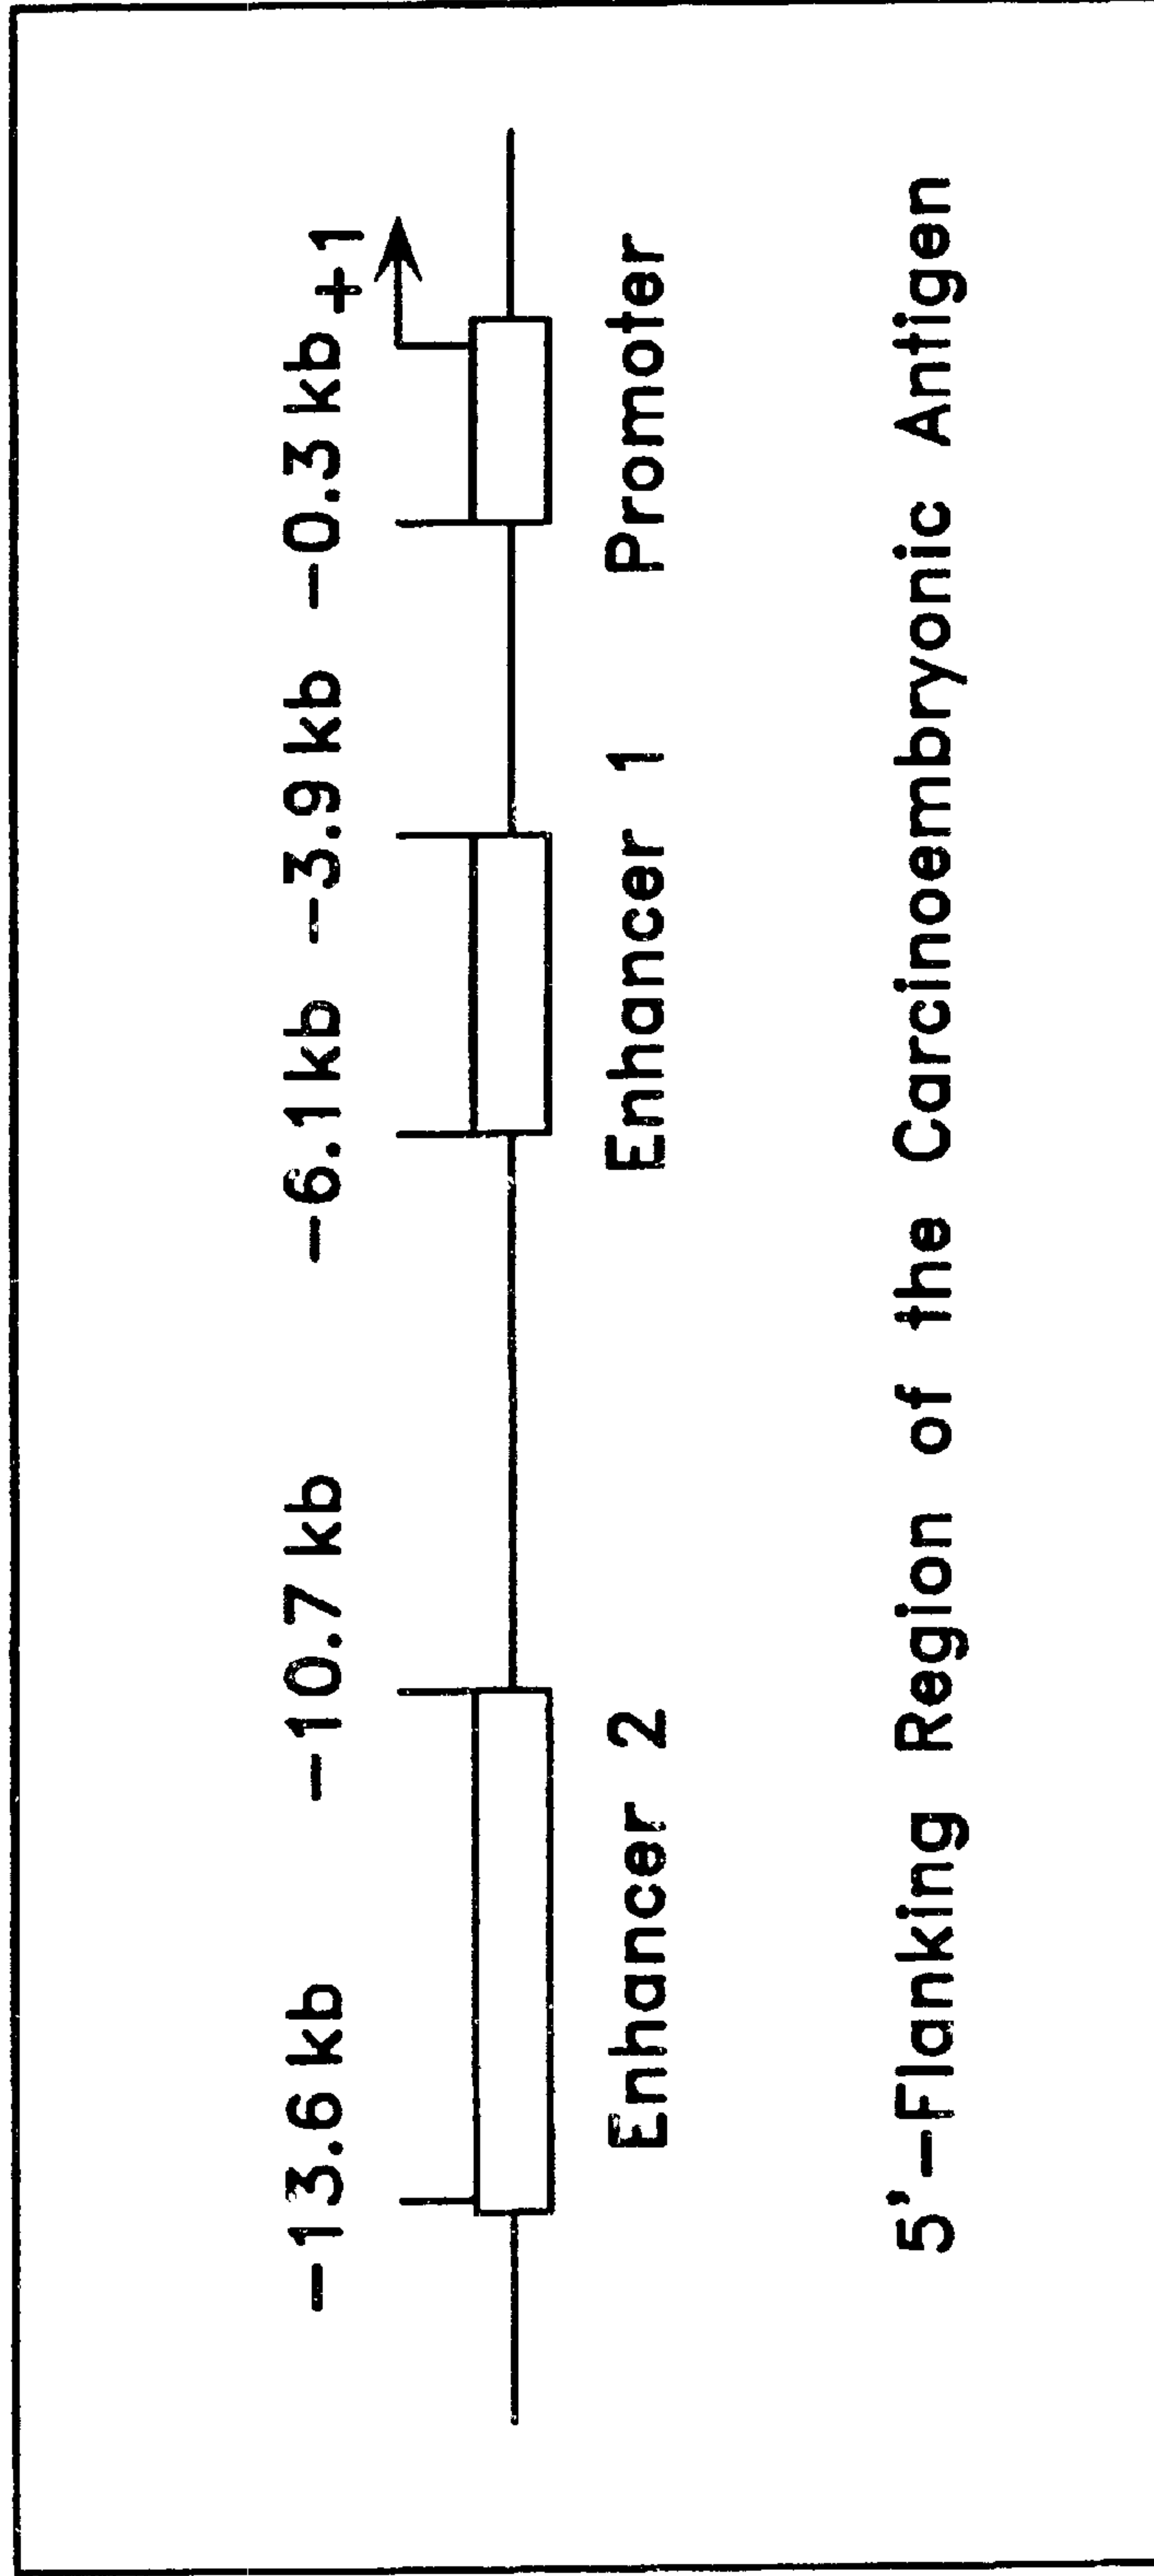 -13.6 kb -10.7 kb -6.1 kb -3.9 kb -0.3 kb +1
Enhancer 2 Enhancer 1 Promoter
5'-Flanking Region of the Carcinoembryonic Antigen